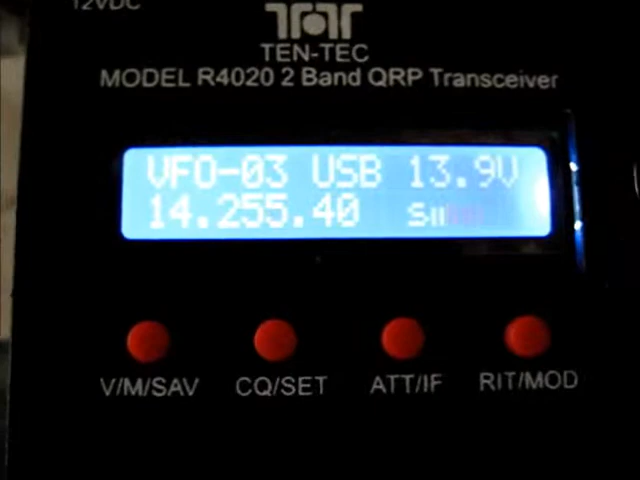 12VDC
TEN-TEC
MODEL R4020 2 Band QRP Transceiver
VFO-03 USB 13.9V
14.255.40 S
V/M/SAV CQ/SET ATT/IF RIT/MOD